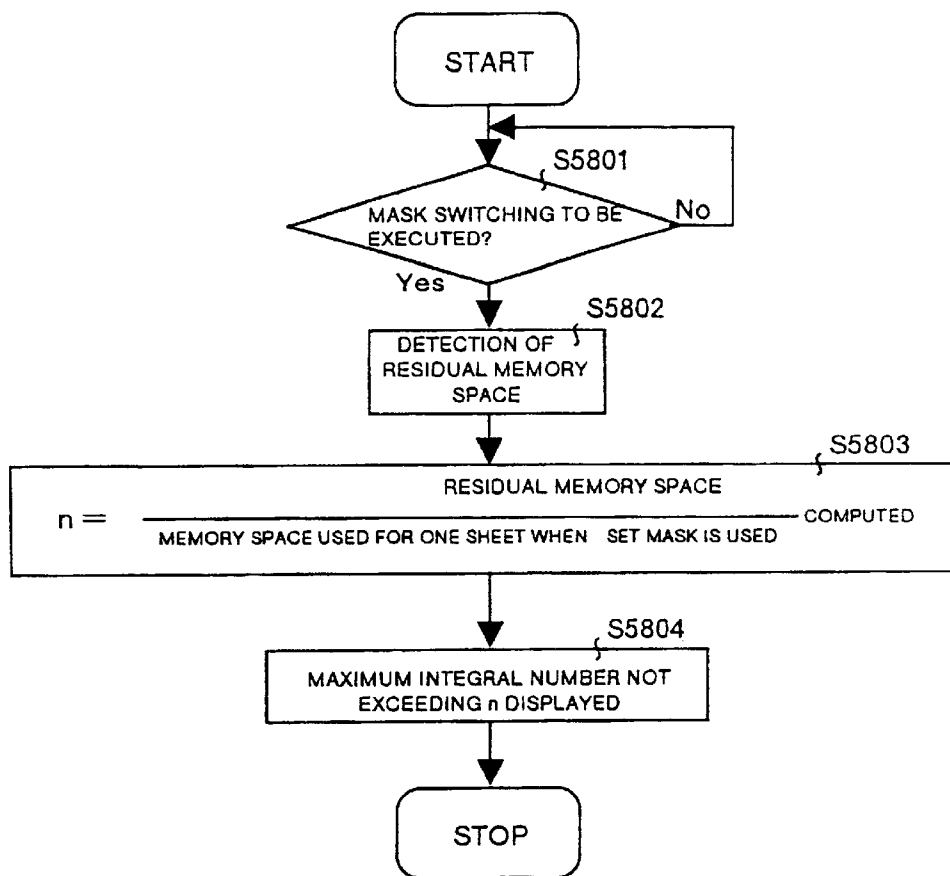 START
S5801
MASK SWITCHING TO BE
EXECUTED?
No
Yes
S5802
DETECTION OF
RESIDUAL MEMORY
SPACE
S5803
RESIDUAL MEMORY SPACE
n =
COMPUTED
MEMORY SPACE USED FOR ONE SHEET WHEN SET MASK IS USED
S5804
MAXIMUM INTEGRAL NUMBER NOT
EXCEEDING n DISPLAYED
STOP